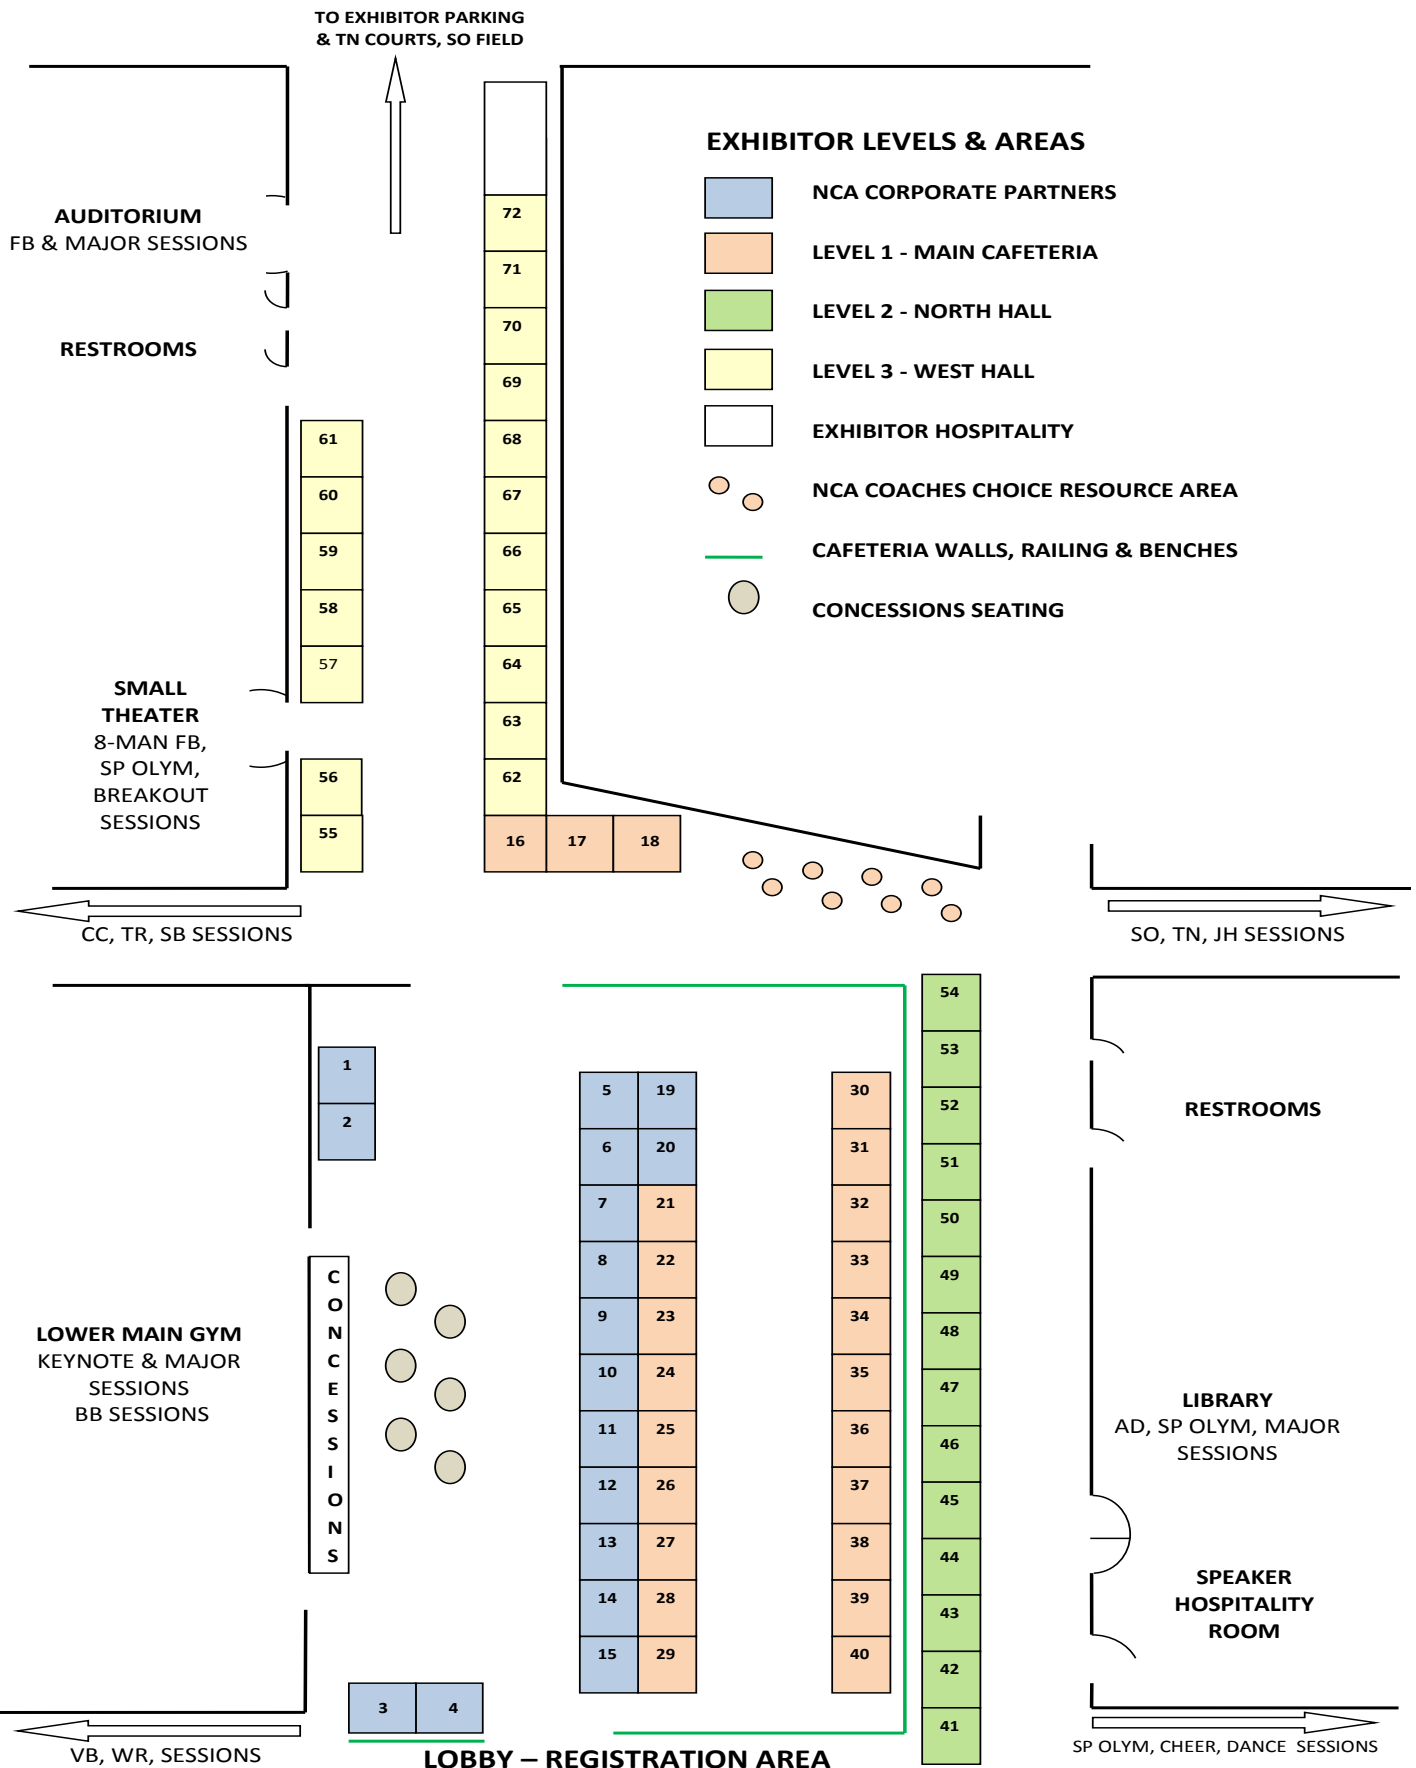 TO EXHIBITOR PARKING
& TN COURTS, SO FIELD
EXHIBITOR LEVELS & AREAS
NCA CORPORATE PARTNERS
LEVEL 1 - MAIN CAFETERIA
LEVEL 2 - NORTH HALL
LEVEL 3 - WEST HALL
EXHIBITOR HOSPITALITY
NCA COACHES CHOICE RESOURCE AREA
CAFETERIA WALLS, RAILING & BENCHES
CONCESSIONS SEATING
AUDITORIUM
FB & MAJOR SESSIONS
RESTROOMS
72
71
70
69
68
67
66
65
64
63
62
61
60
59
58
57
56
55
SMALL
THEATER
8-MAN FB,
SP OLYM,
BREAKOUT
SESSIONS
16
17
18
CC, TR, SB SESSIONS
SO, TN, JH SESSIONS
1
2
5
6
7
8
9
10
11
12
13
14
15
19
20
21
22
23
24
25
26
27
28
29
30
31
32
33
34
35
36
37
38
39
40
54
53
52
51
50
49
48
47
46
45
44
43
42
41
RESTROOMS
LOWER MAIN GYM
KEYNOTE & MAJOR
SESSIONS
BB SESSIONS
C
O
N
C
E
S
S
I
O
N
S
LIBRARY
AD, SP OLYM, MAJOR
SESSIONS
SPEAKER
HOSPITALITY
ROOM
3
4
VB, WR, SESSIONS
LOBBY – REGISTRATION AREA
SP OLYM, CHEER, DANCE SESSIONS